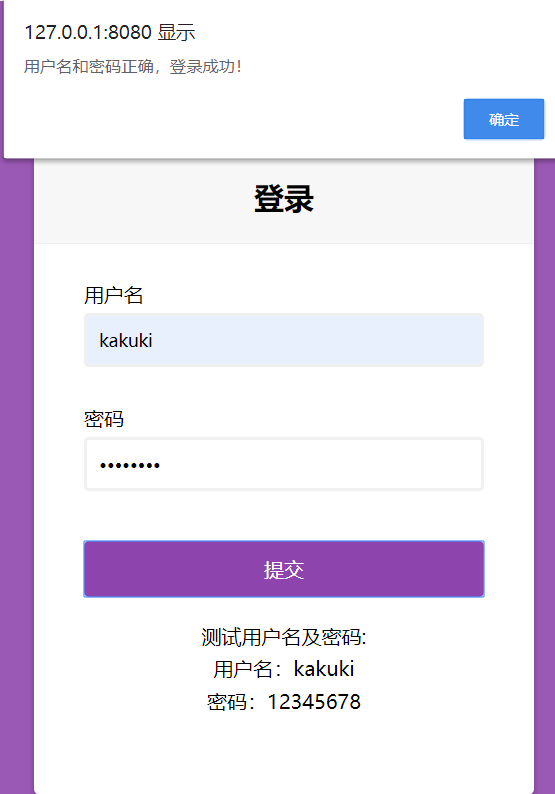 127.0.0.1:8080 显示
用户名和密码正确，登录成功！
确定
登录
用户名
kakuki
密码
••••••••
提交
测试用户名及密码:
用户名：kakuki
密码：12345678